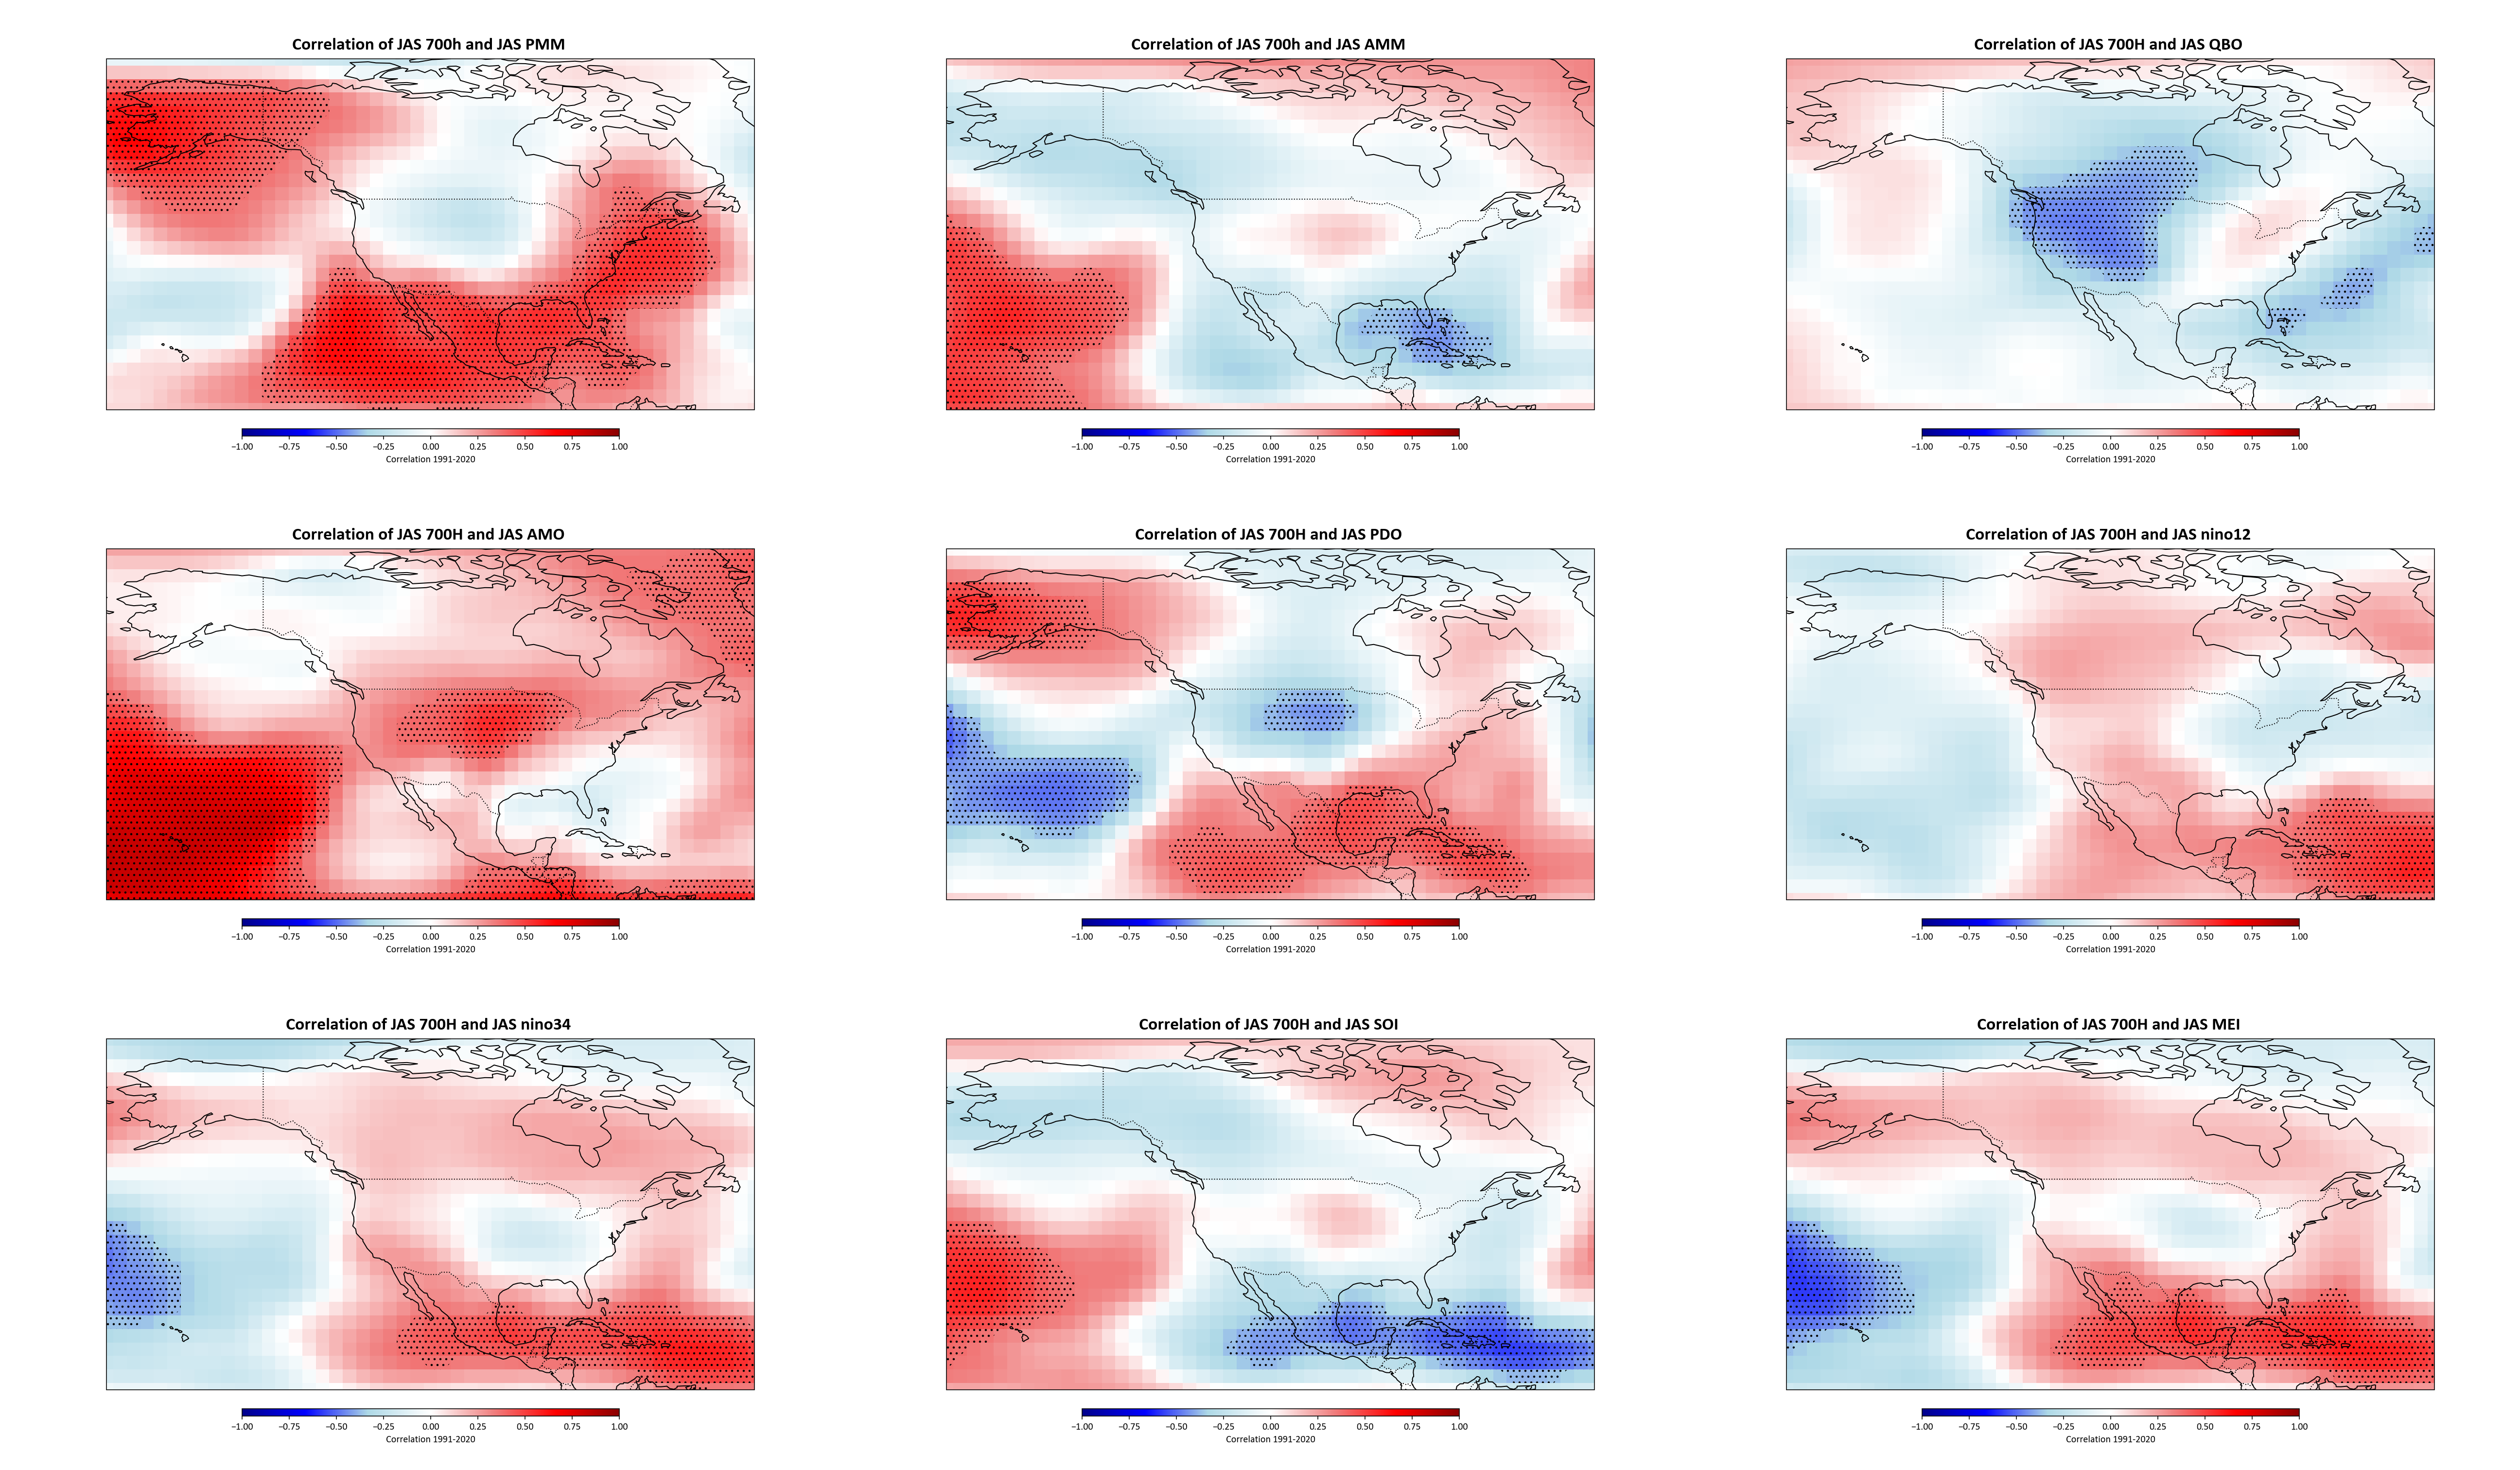 Correlation of JAS 700h and JAS PMM
Correlation of JAS 700h and JAS AMM
Correlation of JAS 700H and JAS QBO
−1.00 −0.75 −0.50 −0.25 0.00 0.25 0.50 0.75 1.00
Correlation 1991-2020
−1.00 −0.75 −0.50 −0.25 0.00 0.25 0.50 0.75 1.00
Correlation 1991-2020
−1.00 −0.75 −0.50 −0.25 0.00 0.25 0.50 0.75 1.00
Correlation 1991-2020
Correlation of JAS 700H and JAS AMO
Correlation of JAS 700H and JAS PDO
Correlation of JAS 700H and JAS nino12
−1.00 −0.75 −0.50 −0.25 0.00 0.25 0.50 0.75 1.00
Correlation 1991-2020
−1.00 −0.75 −0.50 −0.25 0.00 0.25 0.50 0.75 1.00
Correlation 1991-2020
−1.00 −0.75 −0.50 −0.25 0.00 0.25 0.50 0.75 1.00
Correlation 1991-2020
Correlation of JAS 700H and JAS nino34
Correlation of JAS 700H and JAS SOI
Correlation of JAS 700H and JAS MEI
−1.00 −0.75 −0.50 −0.25 0.00 0.25 0.50 0.75 1.00
Correlation 1991-2020
−1.00 −0.75 −0.50 −0.25 0.00 0.25 0.50 0.75 1.00
Correlation 1991-2020
−1.00 −0.75 −0.50 −0.25 0.00 0.25 0.50 0.75 1.00
Correlation 1991-2020